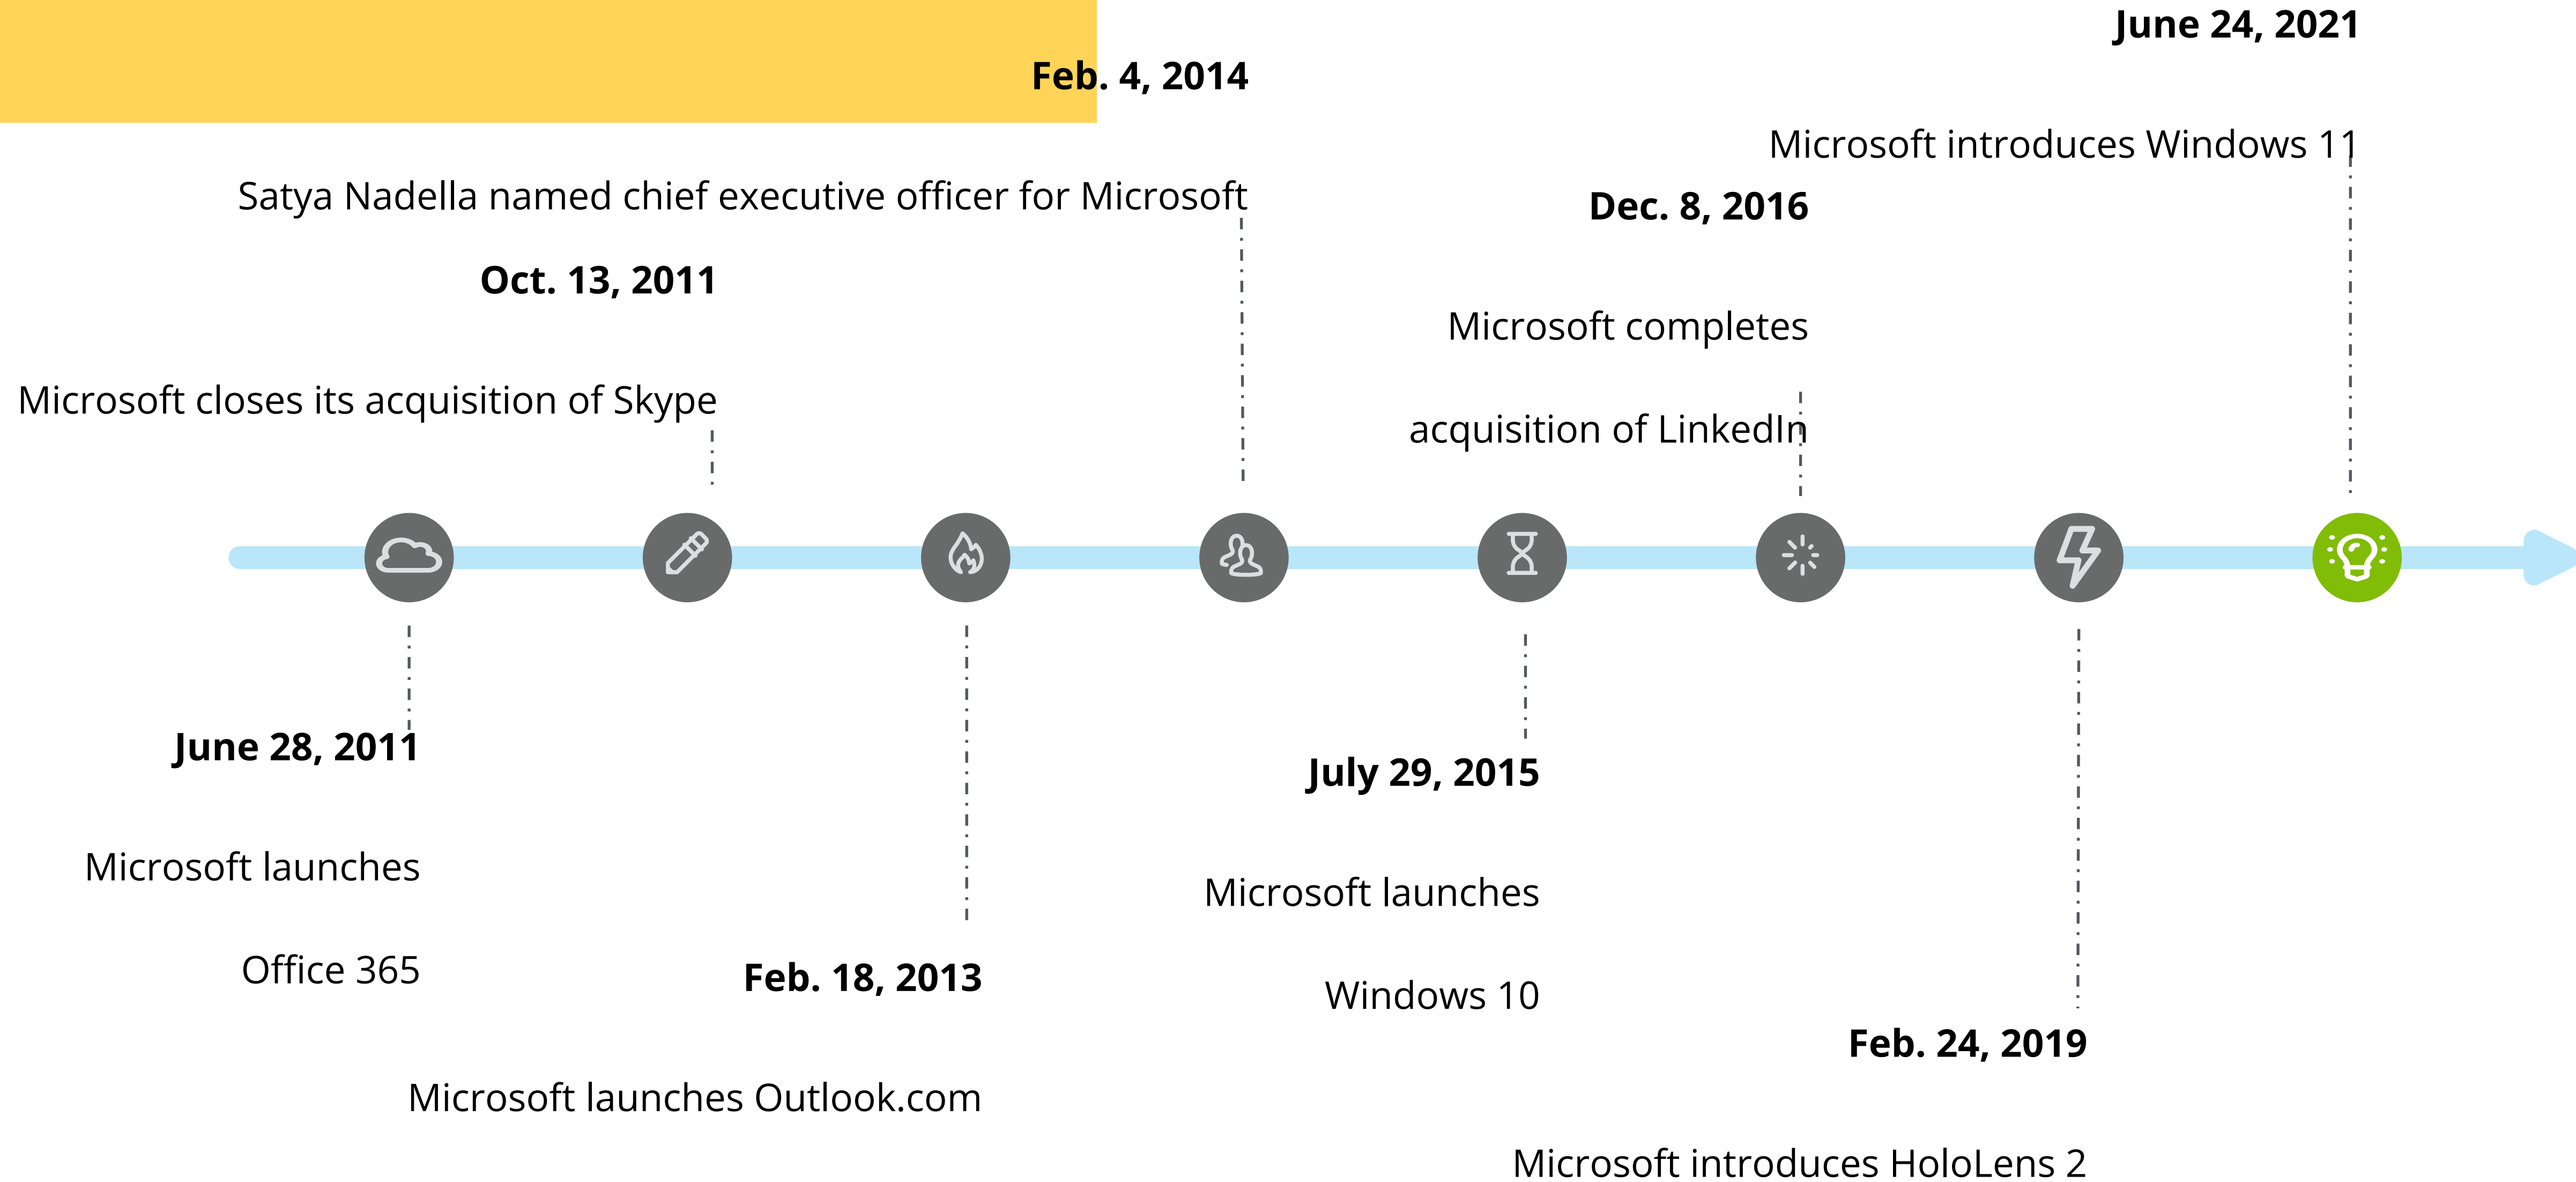 June 24, 2021
Microsoft introduces Windows 11
Feb. 4, 2014
Satya Nadella named chief executive officer for Microsoft
Dec. 8, 2016
Microsoft completes
acquisition of LinkedIn
Oct. 13, 2011
Microsoft closes its acquisition of Skype
June 28, 2011
Microsoft launches
Office 365
July 29, 2015
Microsoft launches
Windows 10
Feb. 18, 2013
Microsoft launches Outlook.com
Feb. 24, 2019
Microsoft introduces HoloLens 2